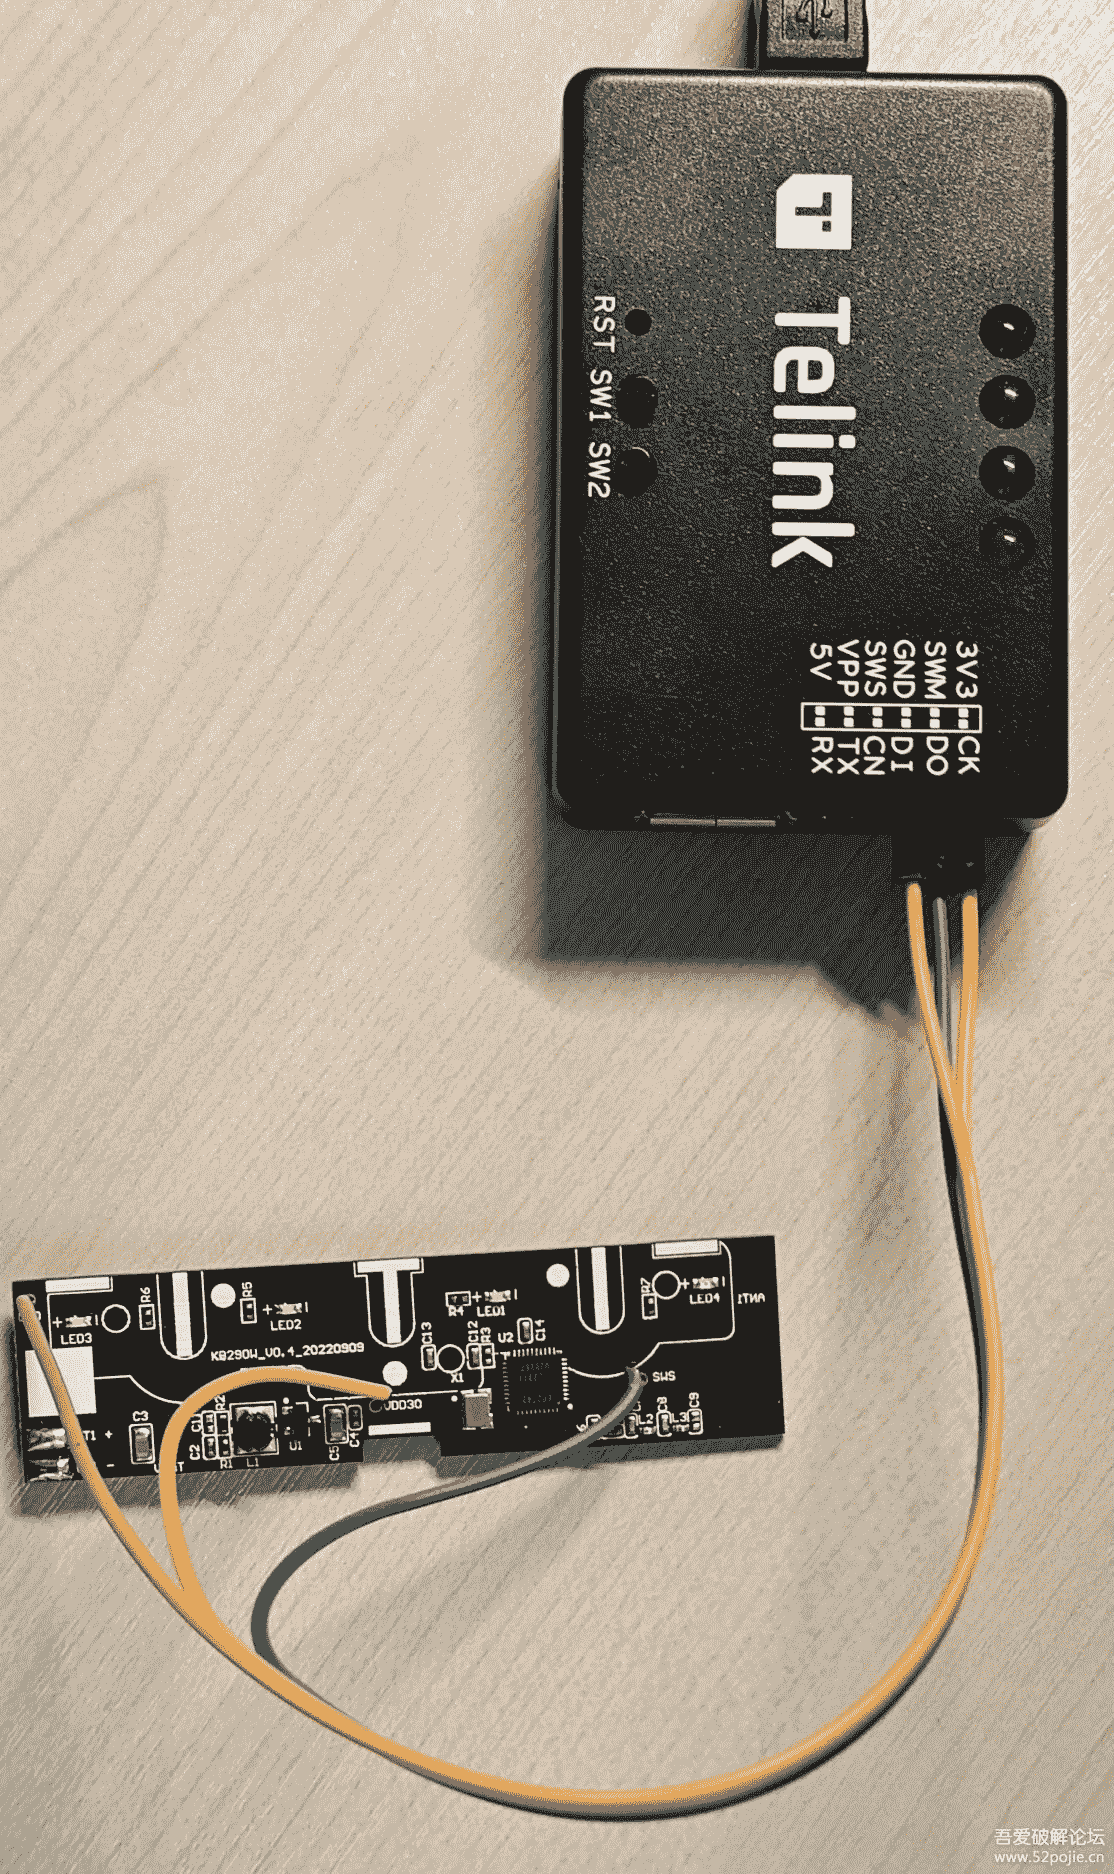 Telink
RST SW1 SW2
3V3 CK
SWM DO
GND DI
SWS CN
VPP TX
5V RX
R6
R5
R4
R7
LED3
LED2
LED1
LED4
ANT1
KB290W_V0.4_20220909
C13
C12
R3
U2
C14
X1
SWS
VDD30
C3
R2
C1
C2
R1
L1
U1
C5
C4
L2
C8
L3
C9
T1 +
-
吾爱破解论坛
www.52pojie.cn